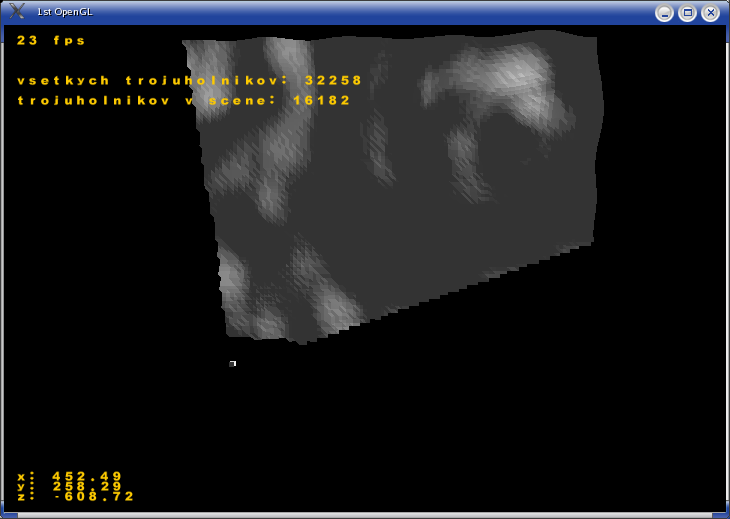 1st OpenGL
23 fps
vsetkych trojuholnikov: 32258
trojuholnikov v scene: 16182
x: 452.49
y: 258.29
z: -608.72